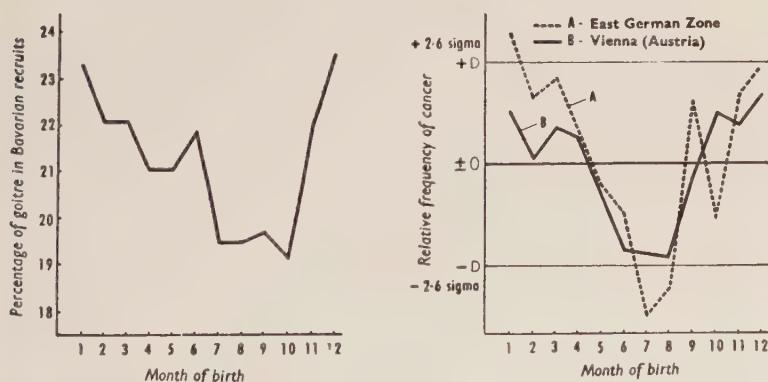 Percentage of goitre in Bavarian recruits
24
23
22
21
20
19
18
1 2 3 4 5 6 7 8 9 10 11 12
Month of birth
A - East German Zone
B - Vienna (Austria)
Relative frequency of cancer
+ 2·6 sigma
+D
±O
-D
- 2·6 sigma
A
B
1 2 3 4 5 6 7 8 9 10 11 12
Month of birth